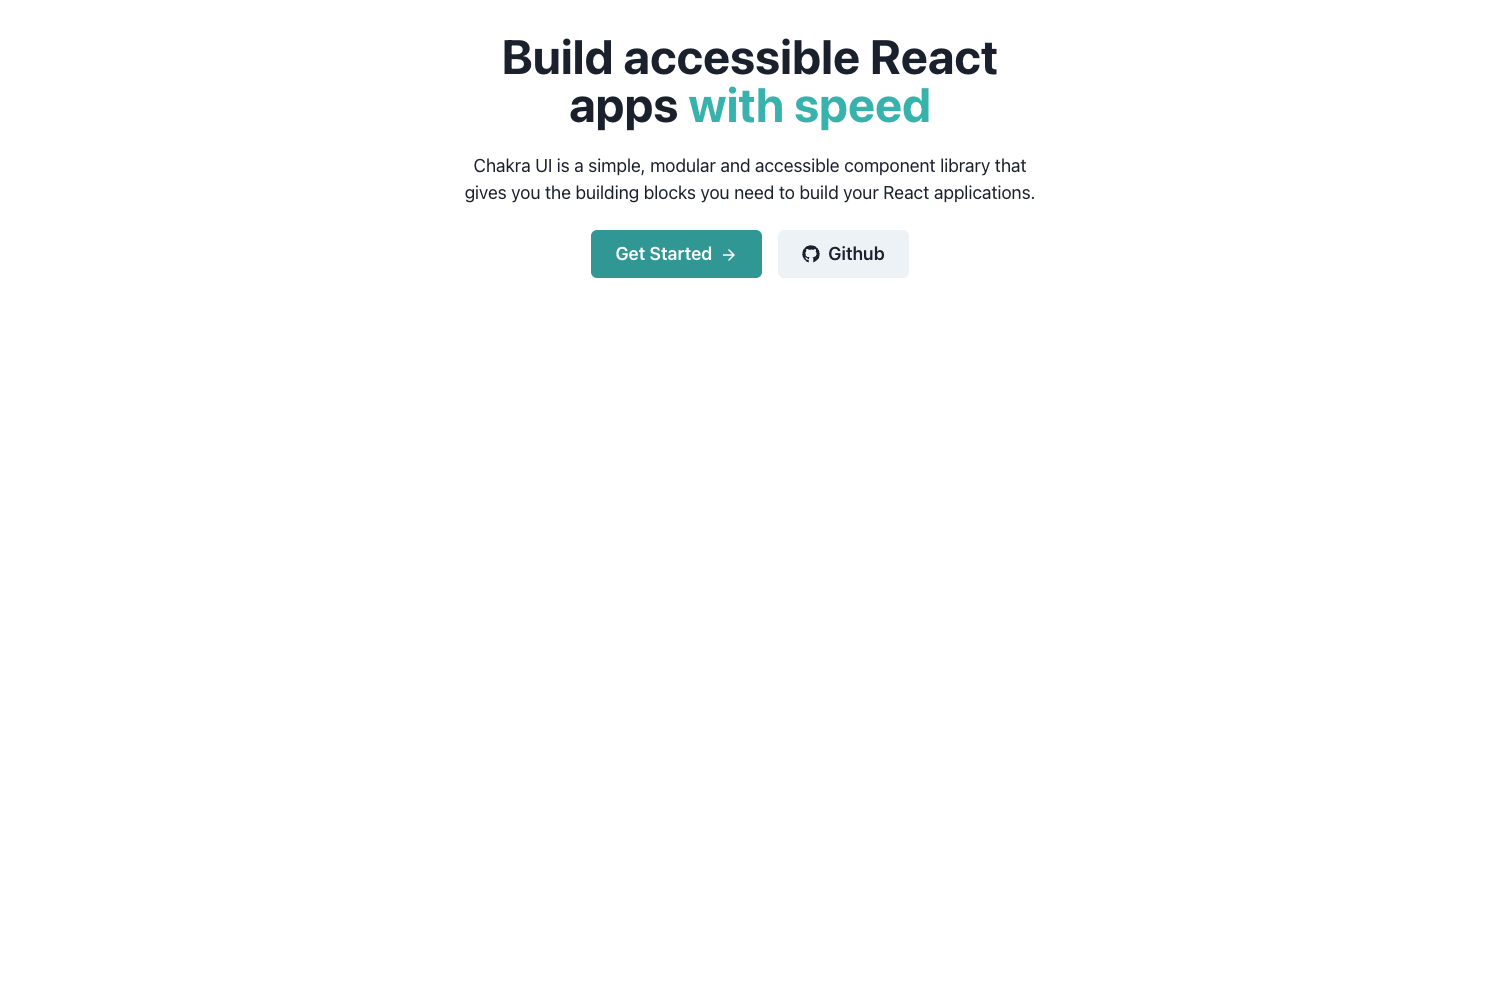 Build accessible React
apps with speed
Chakra UI is a simple, modular and accessible component library that
gives you the building blocks you need to build your React applications.
Get Started →
Github